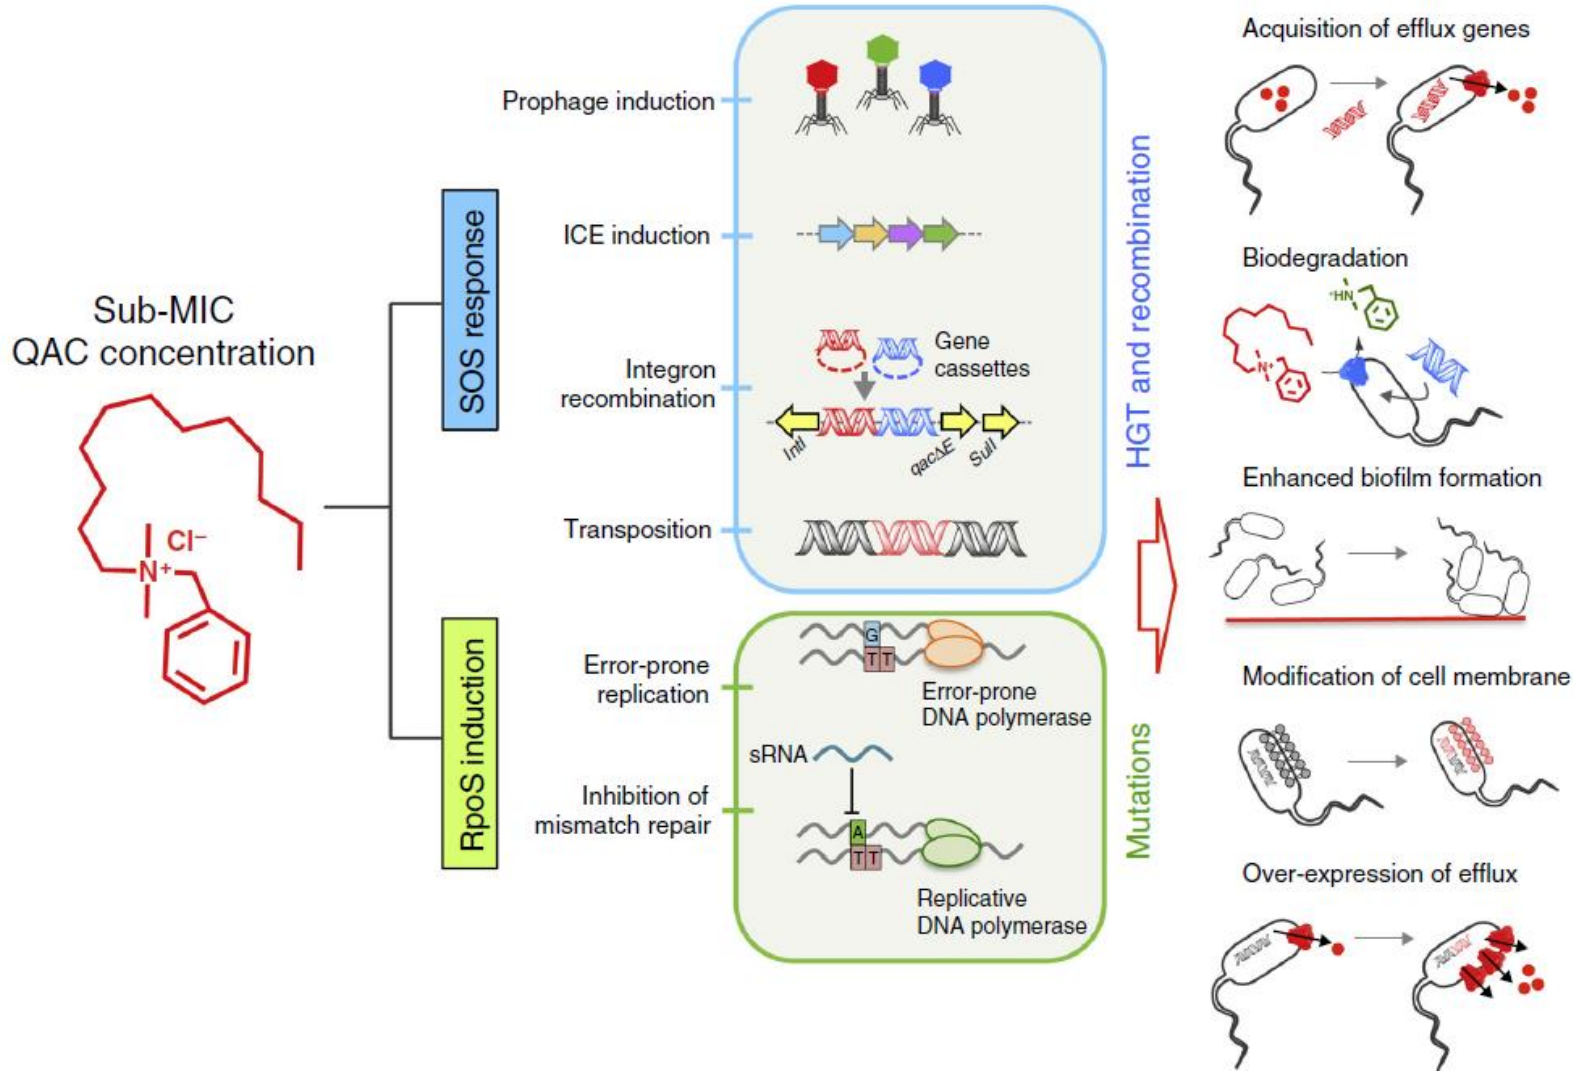 Sub-MIC
QAC concentration
Cl⁻
N⁺
SOS response
RpoS induction
Prophage induction
ICE induction
Integron
recombination
Transposition
Gene
cassettes
IntI
qacΔE
SulI
Error-prone
replication
Inhibition of
mismatch repair
G
T T
Error-prone
DNA polymerase
sRNA
A
T T
Replicative
DNA polymerase
HGT and recombination
Mutations
Acquisition of efflux genes
Biodegradation
⁺HN
N⁺
Enhanced biofilm formation
Modification of cell membrane
Over-expression of efflux